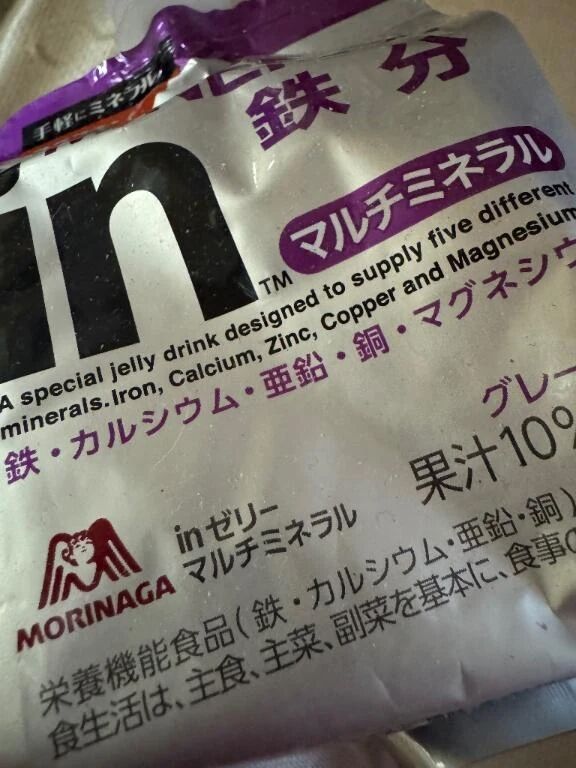 手軽にミネラル
鉄分
in
TM
マルチミネラル
A special jelly drink designed to supply five different
minerals.Iron, Calcium, Zinc, Copper and Magnesium
鉄・カルシウム・亜鉛・銅・マグネシウ
グレー
果汁10%
MORINAGA
inゼリー
マルチミネラル
栄養機能食品(鉄・カルシウム・亜鉛・銅)
食生活は、主食、主菜、副菜を基本に、食事の